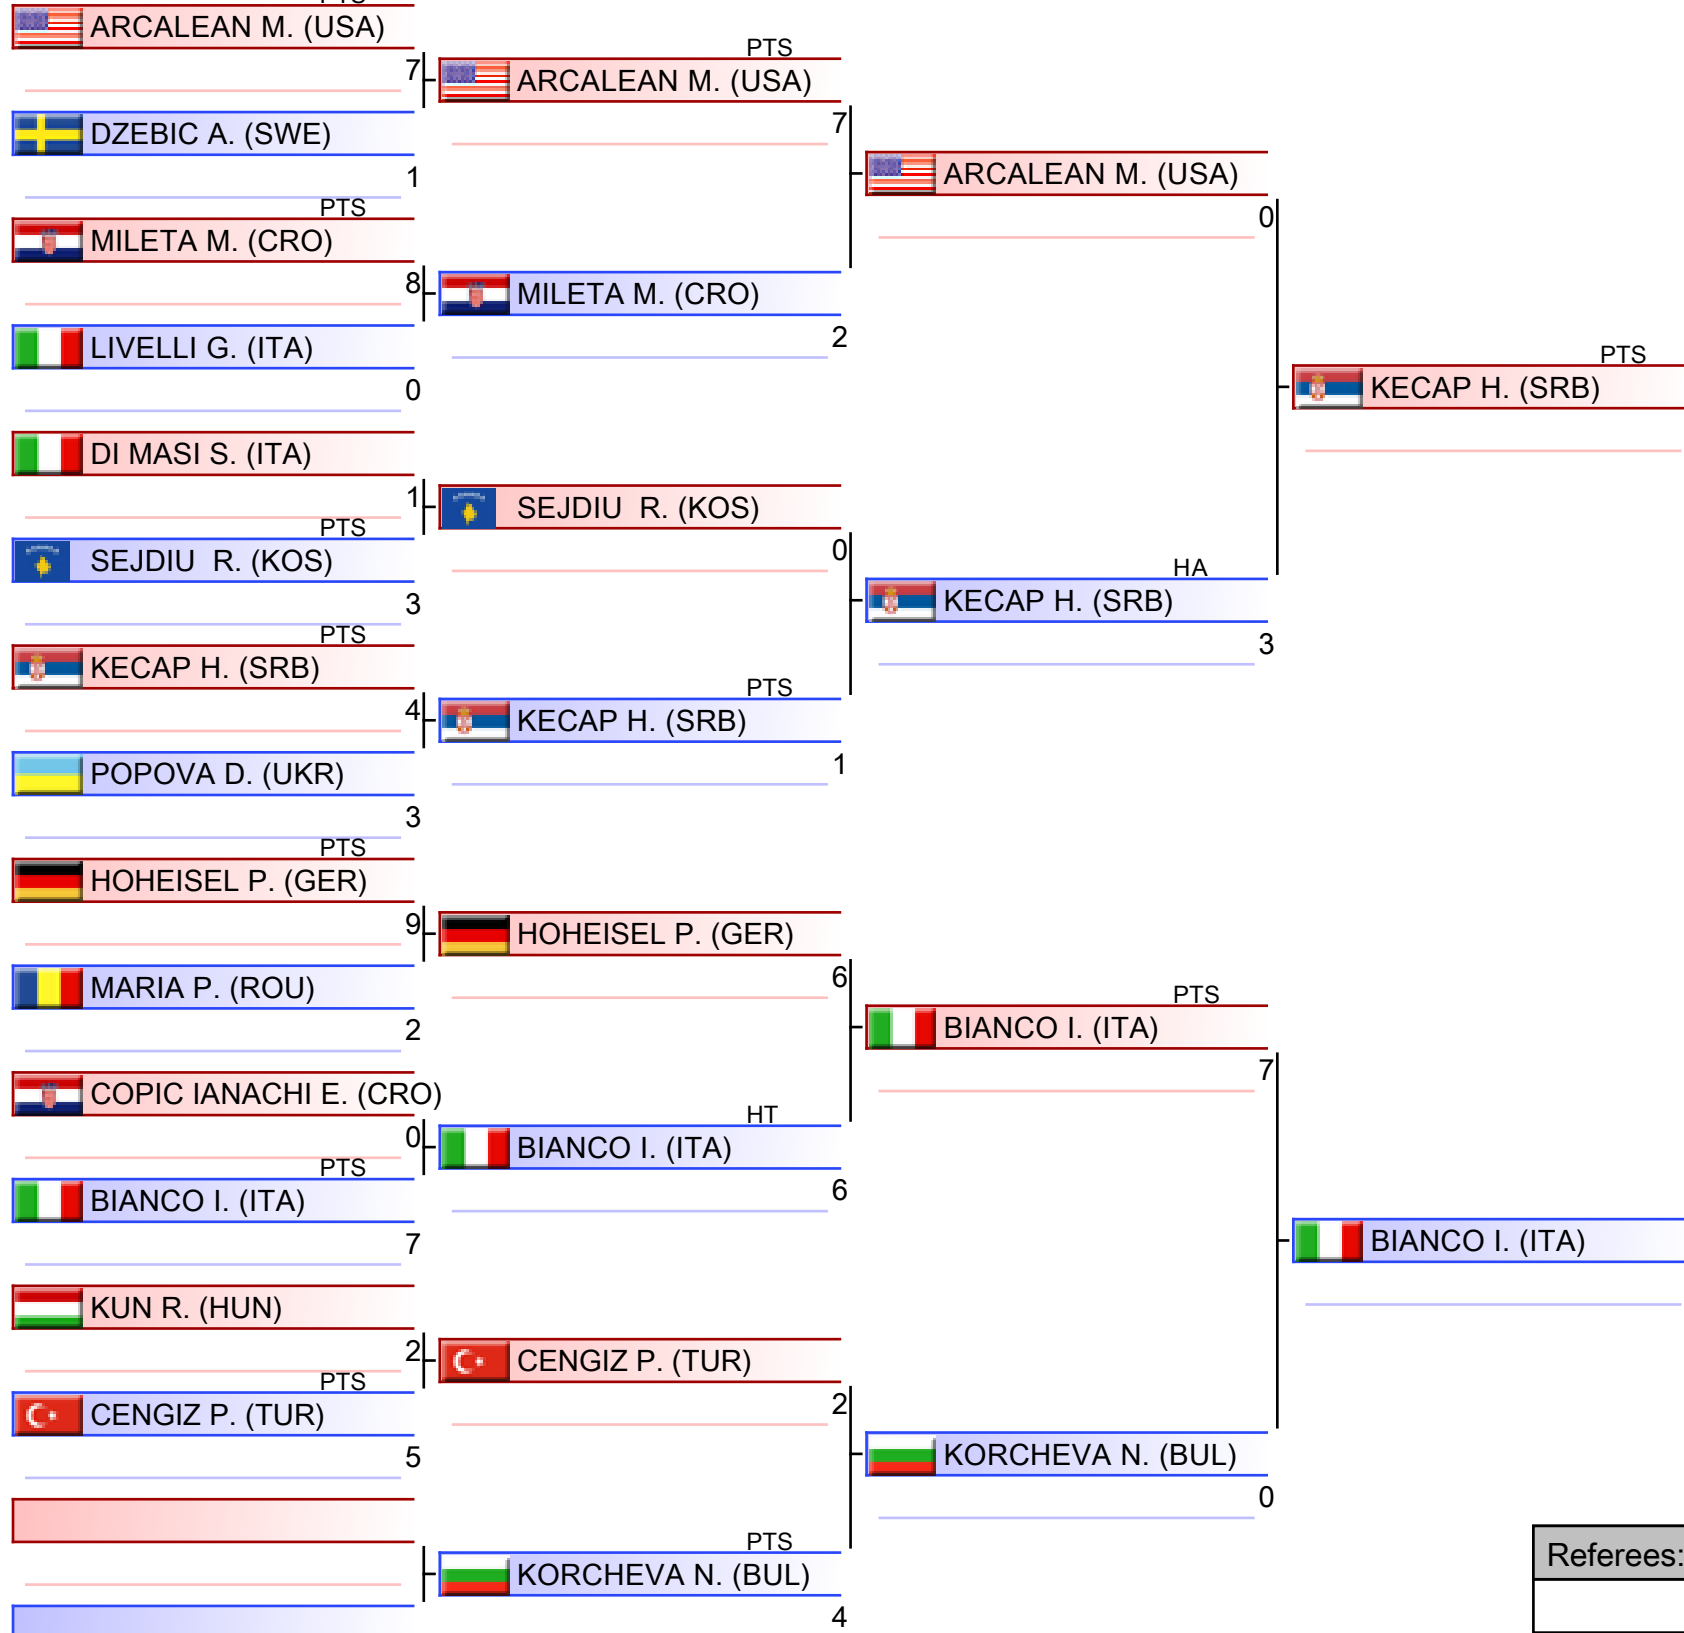 PTS
ARCALEAN M. (USA)
7
DZEBIC A. (SWE)
1
PTS
MILETA M. (CRO)
8
LIVELLI G. (ITA)
0
DI MASI S. (ITA)
1
PTS
SEJDIU R. (KOS)
3
PTS
KECAP H. (SRB)
4
POPOVA D. (UKR)
3
PTS
HOHEISEL P. (GER)
9
MARIA P. (ROU)
2
COPIC IANACHI E. (CRO)
0
PTS
BIANCO I. (ITA)
7
KUN R. (HUN)
2
PTS
CENGIZ P. (TUR)
5
PTS
ARCALEAN M. (USA)
7
MILETA M. (CRO)
2
SEJDIU R. (KOS)
0
PTS
KECAP H. (SRB)
1
HOHEISEL P. (GER)
6
HT
BIANCO I. (ITA)
6
CENGIZ P. (TUR)
2
PTS
KORCHEVA N. (BUL)
4
ARCALEAN M. (USA)
0
HA
KECAP H. (SRB)
3
PTS
BIANCO I. (ITA)
7
KORCHEVA N. (BUL)
0
PTS
KECAP H. (SRB)
BIANCO I. (ITA)
Referees: